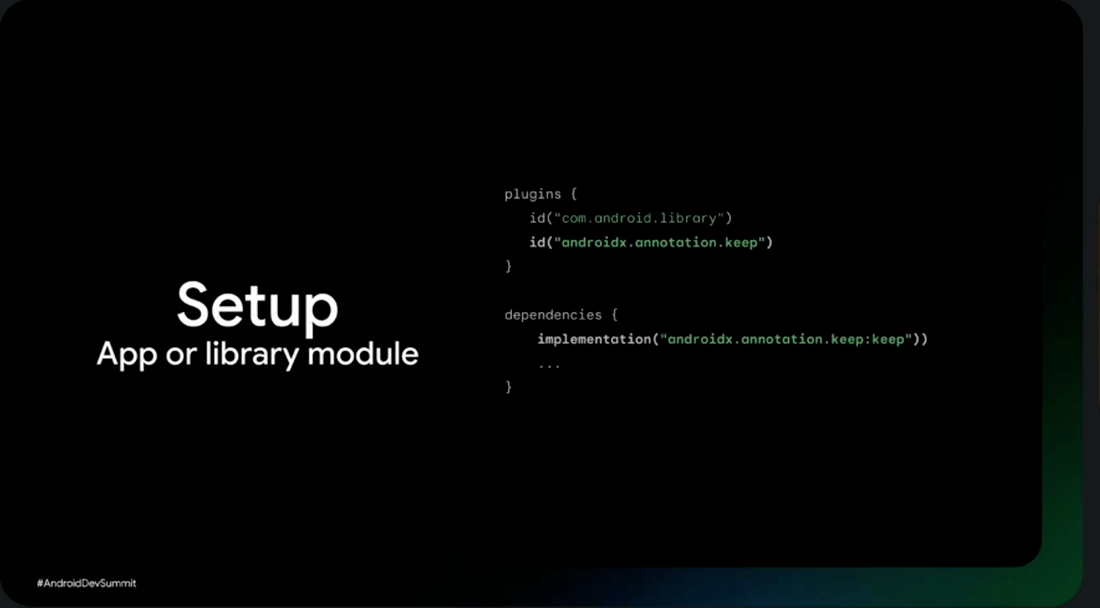 Setup
App or library module
plugins {
id("com.android.library")
id("androidx.annotation.keep")
}
dependencies {
implementation("androidx.annotation.keep:keep"))
...
}
#AndroidDevSummit